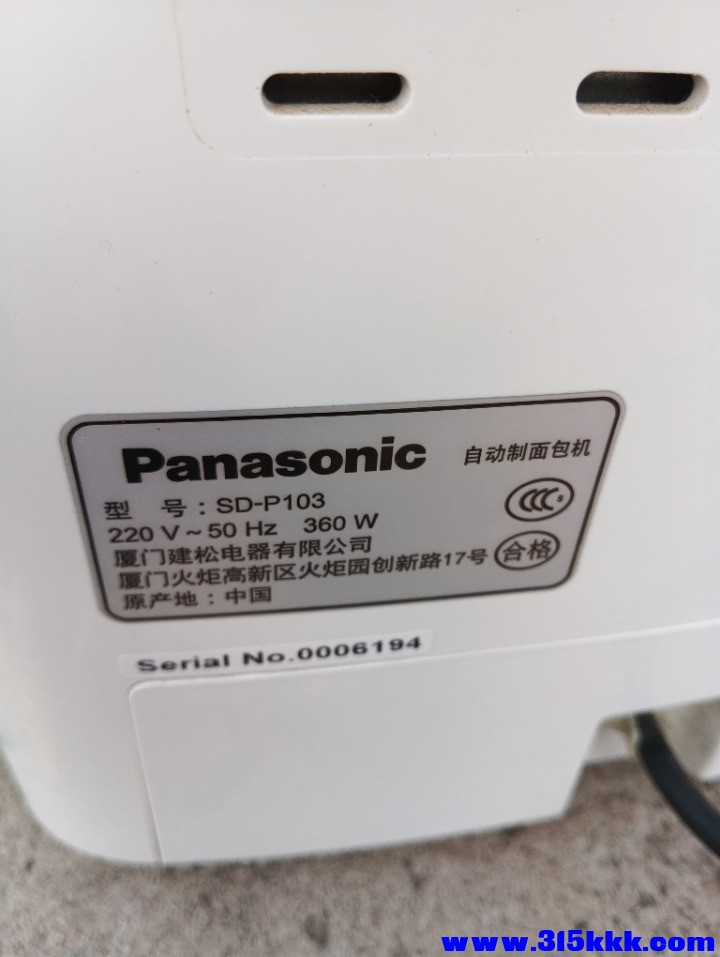 Panasonic 自动制面包机
型 号：SD-P103
220 V~50 Hz 360 W
厦门建松电器有限公司
厦门火炬高新区火炬园创新路17号
原产地：中国
CCC
合格
Serial No.0006194
www.315kkk.com